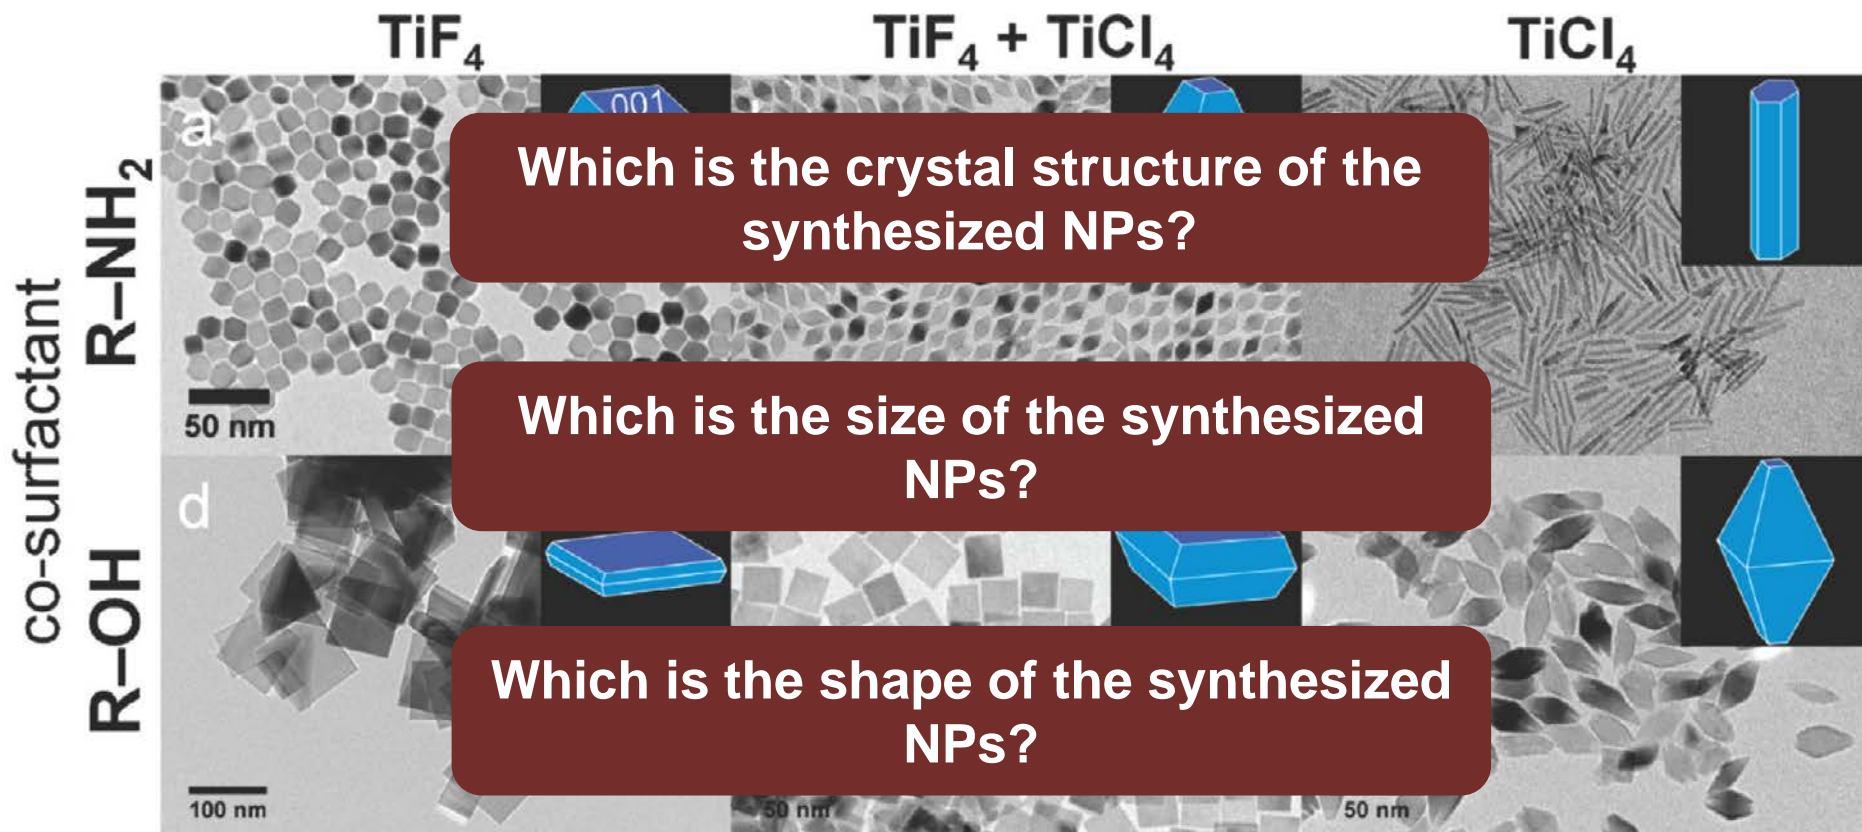 TiF₄ TiF₄ + TiCl₄ TiCl₄
co-surfactant
R–NH₂
R–OH
a
001
Which is the crystal structure of the
synthesized NPs?
50 nm
Which is the size of the synthesized
NPs?
d
Which is the shape of the synthesized
NPs?
100 nm
50 nm
50 nm